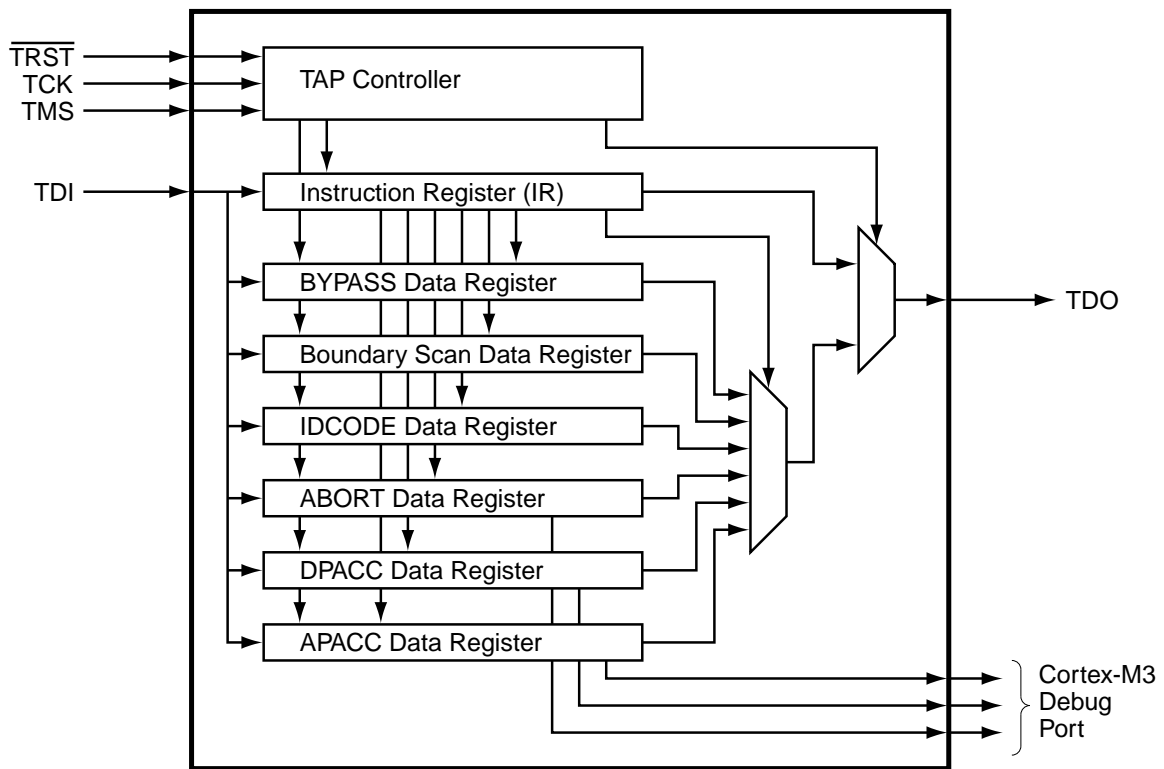 TRST
TCK
TMS
TDI
TAP Controller
Instruction Register (IR)
BYPASS Data Register
Boundary Scan Data Register
IDCODE Data Register
ABORT Data Register
DPACC Data Register
APACC Data Register
TDO
Cortex-M3
Debug
Port